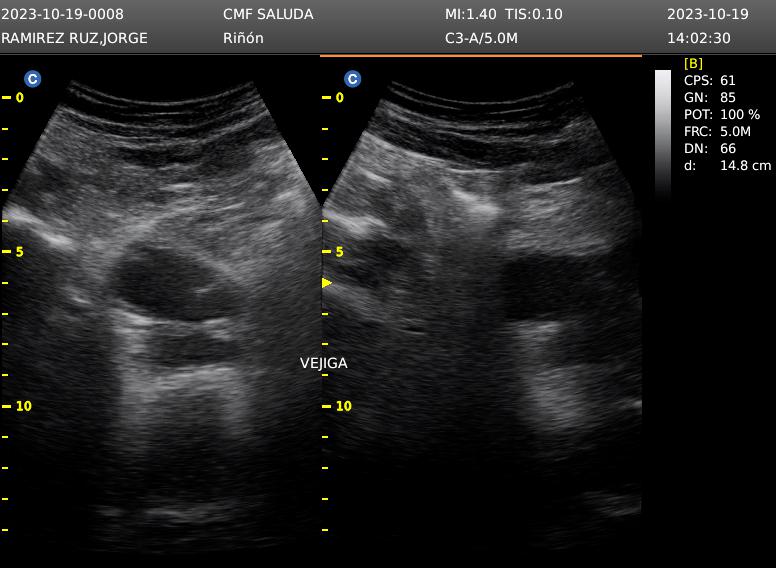 2023-10-19-0008 CMF SALUDA MI:1.40 TIS:0.10 2023-10-19
RAMIREZ RUZ,JORGE Riñón C3-A/5.0M 14:02:30
C C
0 0
5 5
10 10
VEJIGA
[B]
CPS: 61
GN: 85
POT: 100 %
FRC: 5.0M
DN: 66
d: 14.8 cm